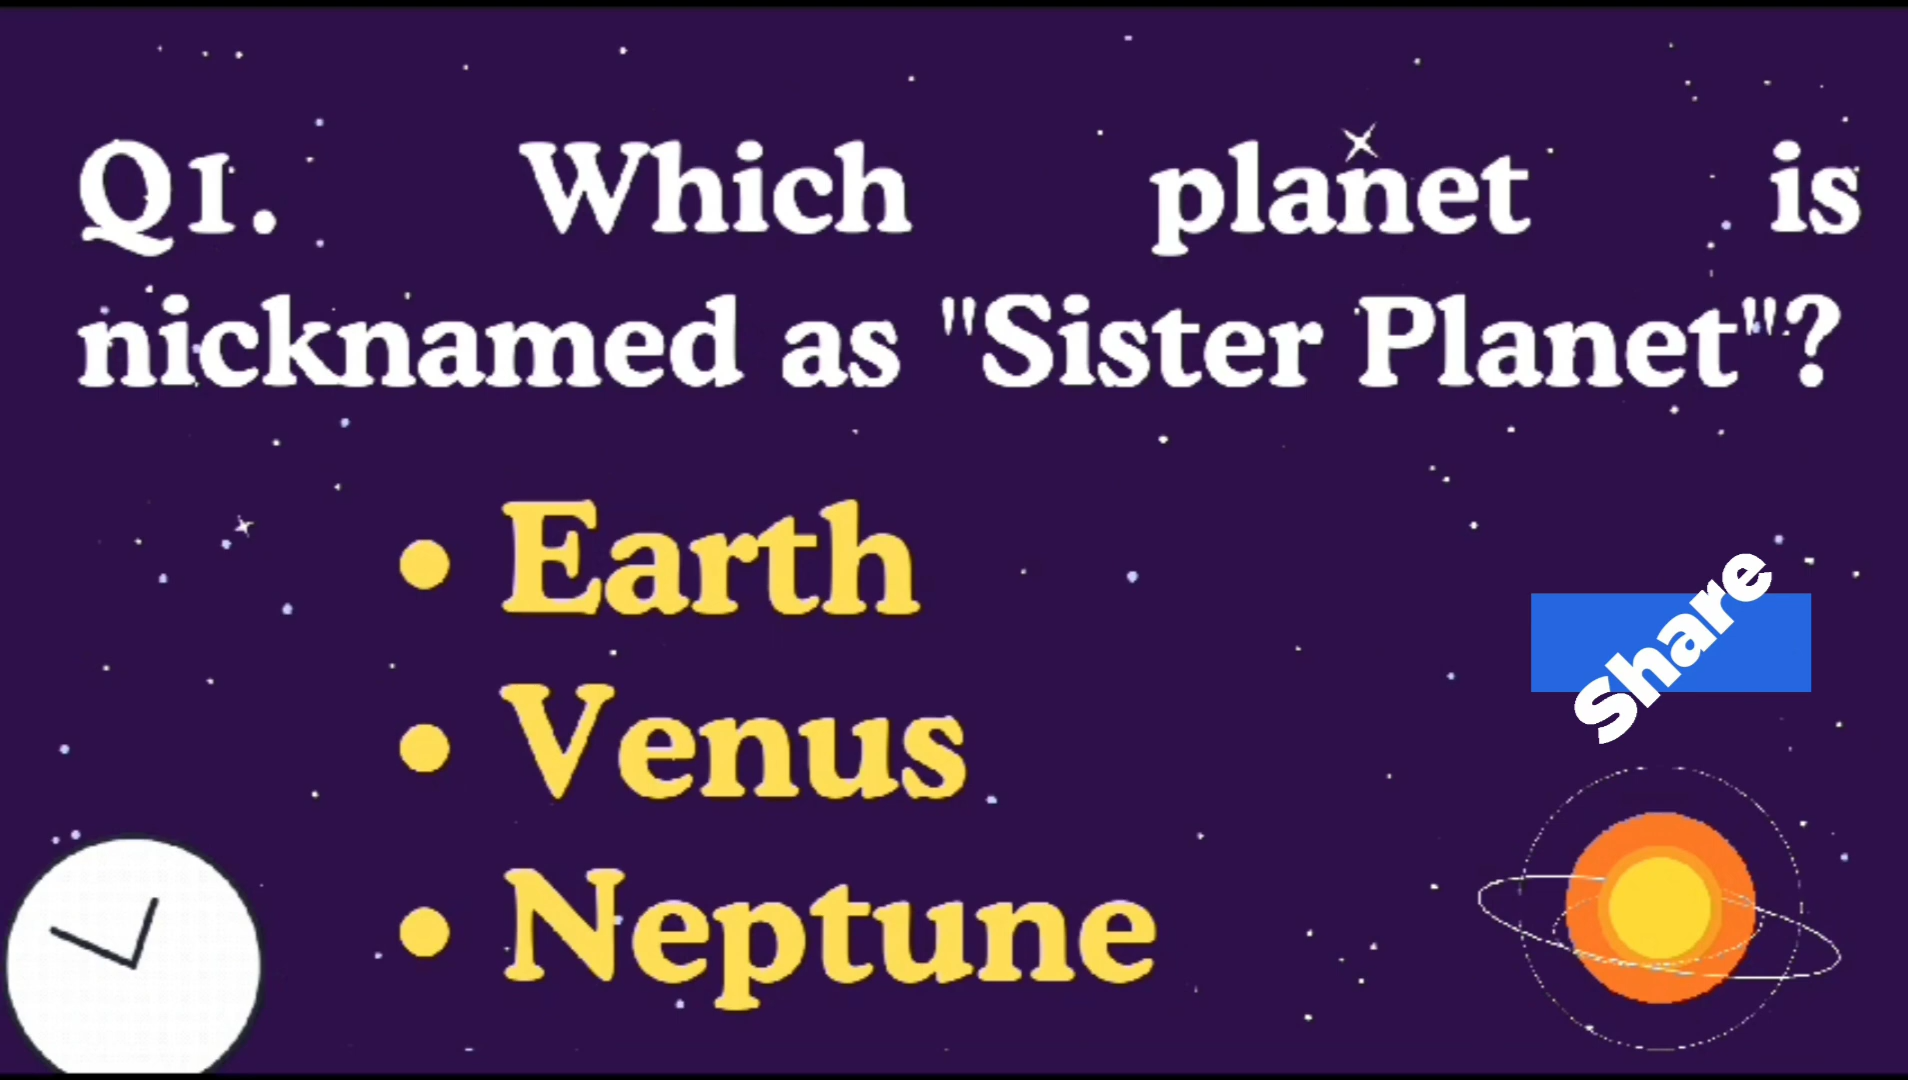 Q1. Which planet is
nicknamed as "Sister Planet"?
• Earth
• Venus
• Neptune
Share